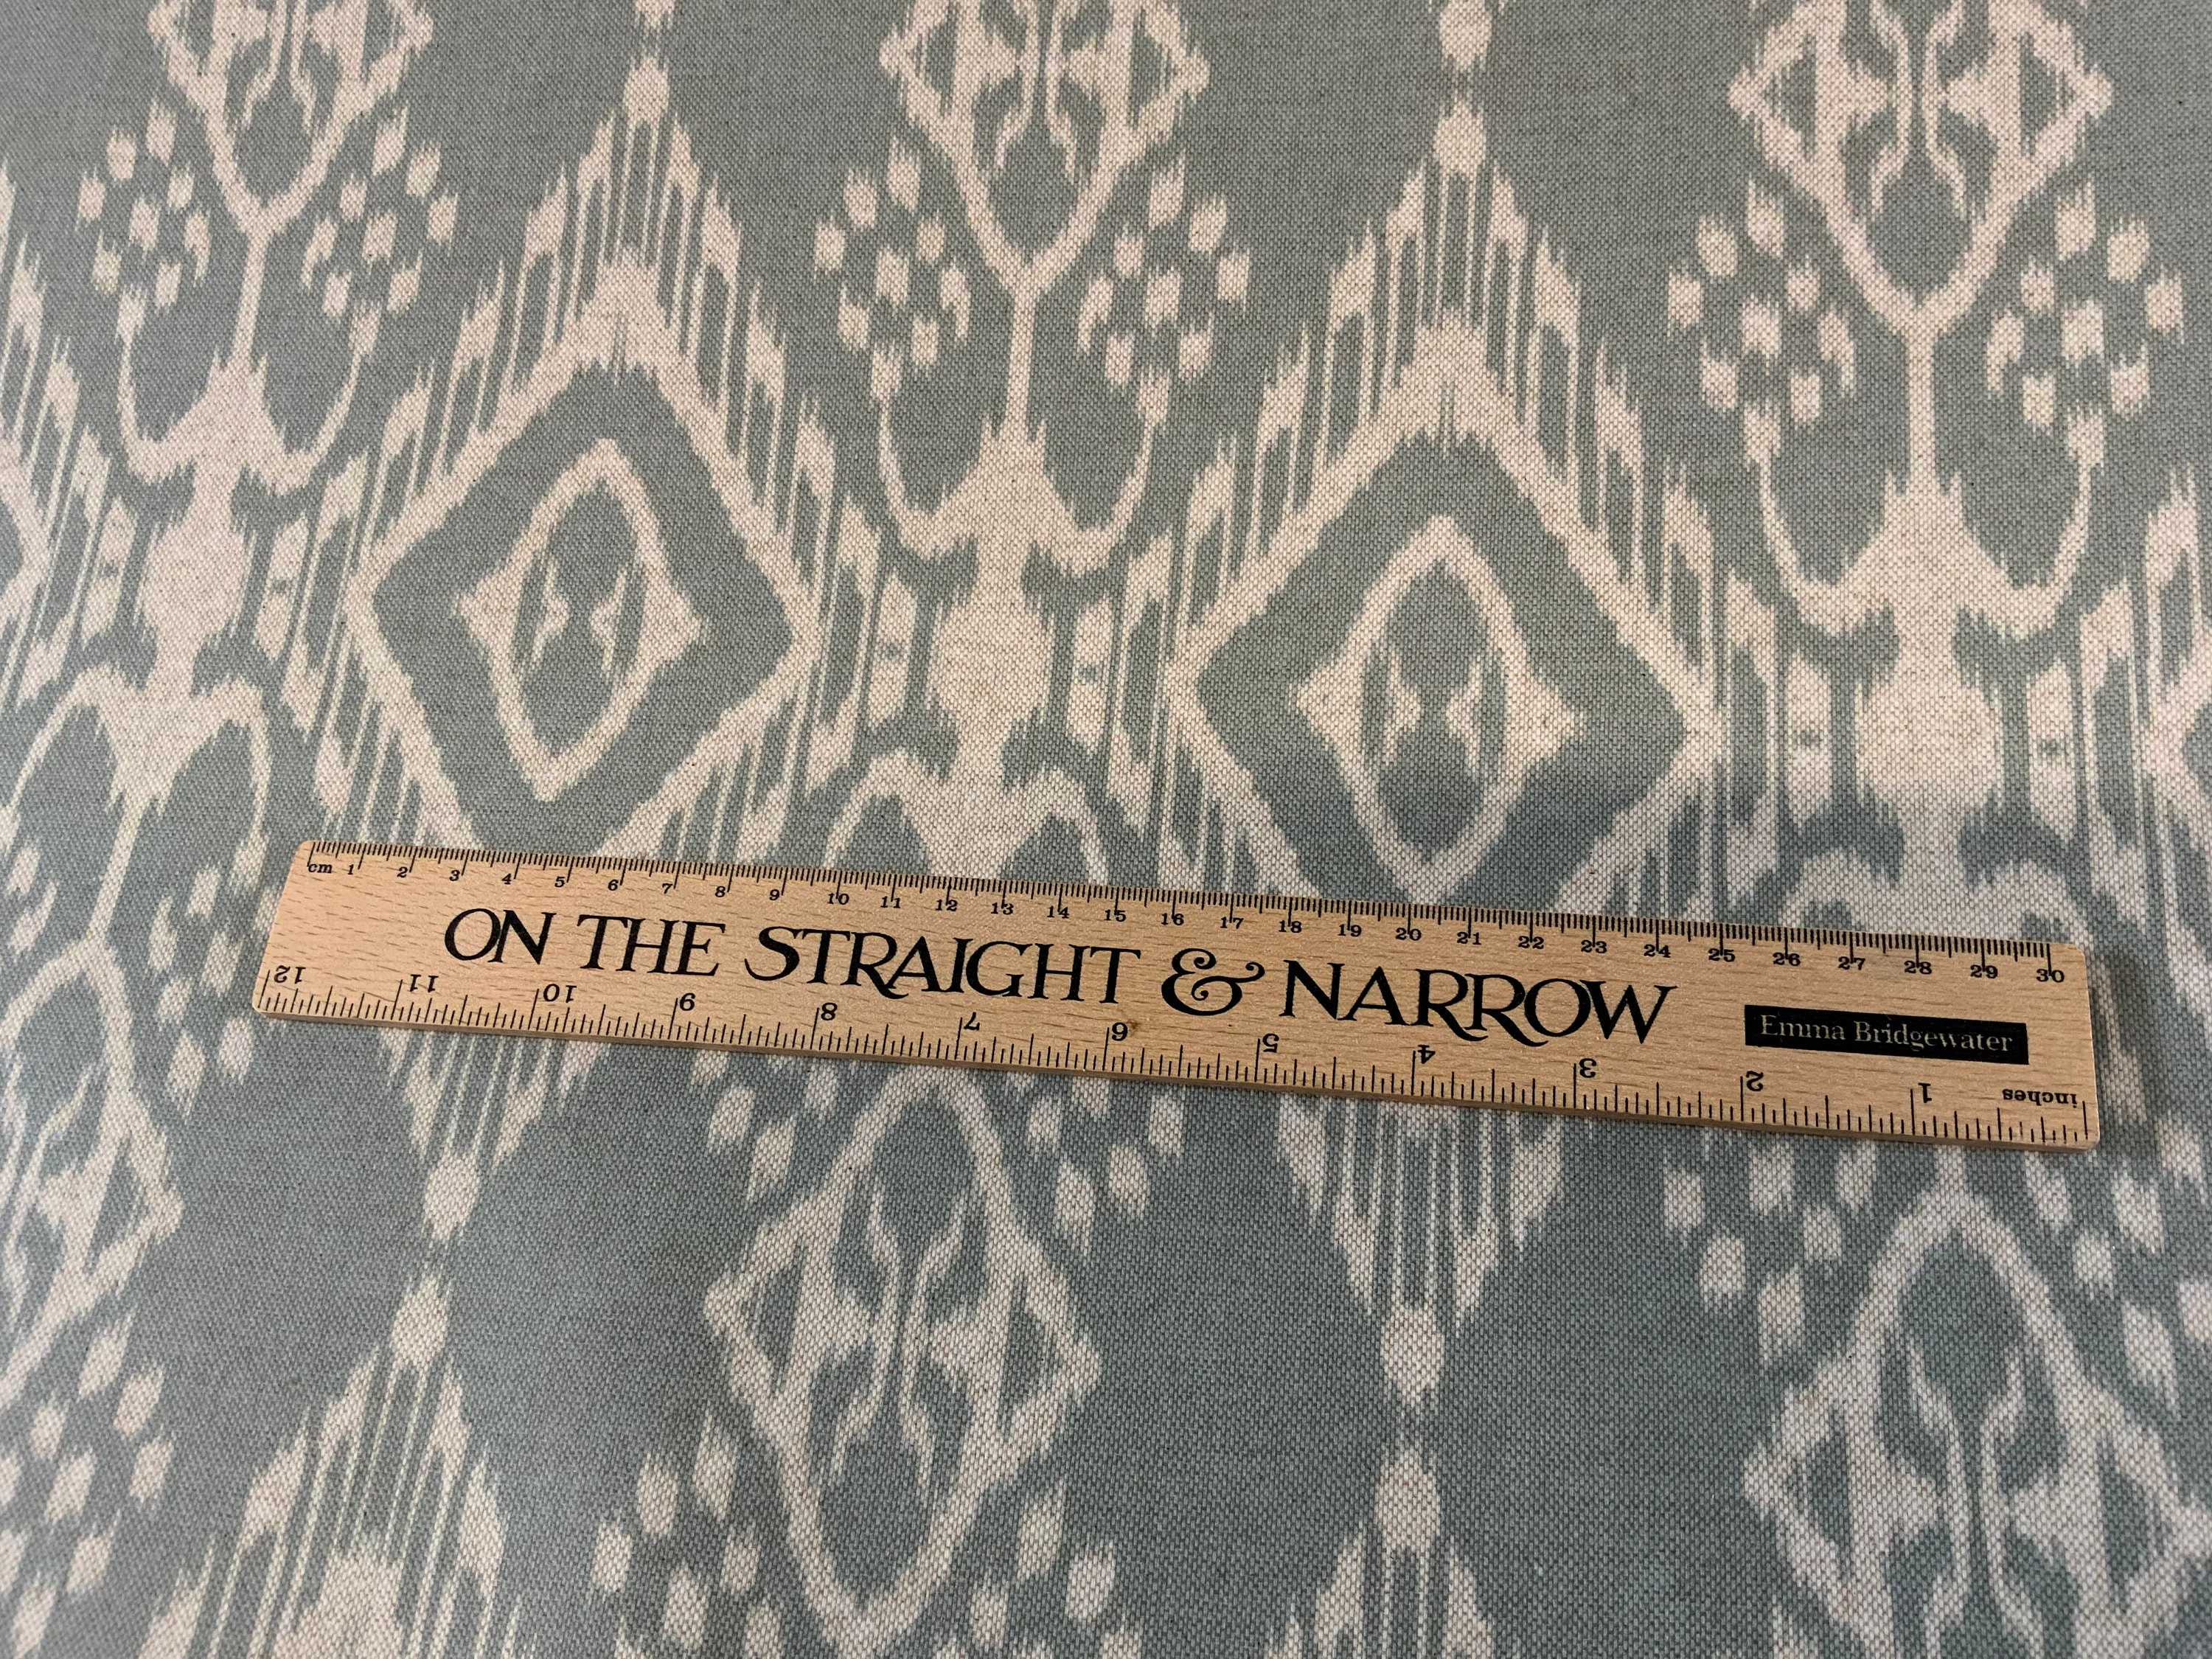 cm 1 2 3 4 5 6 7 8 9 10 11 12 13 14 15 16 17 18 19 20 21 22 23 24 25 26 27 28 29 30
ON THE STRAIGHT & NARROW
Emma Bridgewater
12 11 10 9 8 7 6 5 4 3 2 1 inches